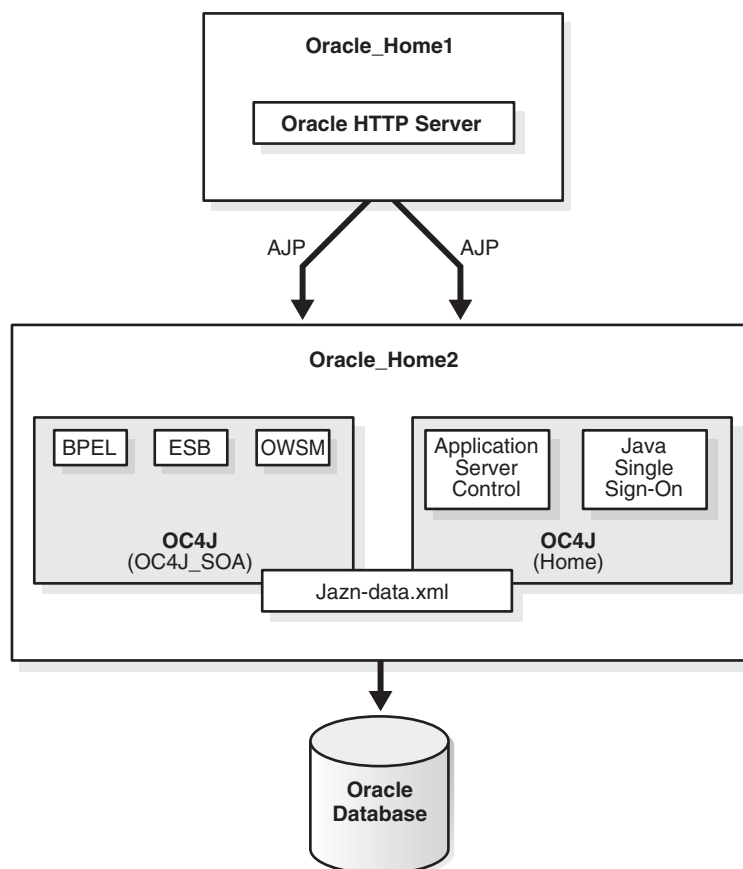 Oracle_Home1
Oracle HTTP Server
AJP
AJP
Oracle_Home2
BPEL
ESB
OWSM
OC4J
(OC4J_SOA)
Application
Server
Control
Java
Single
Sign-On
OC4J
(Home)
Jazn-data.xml
Oracle
Database